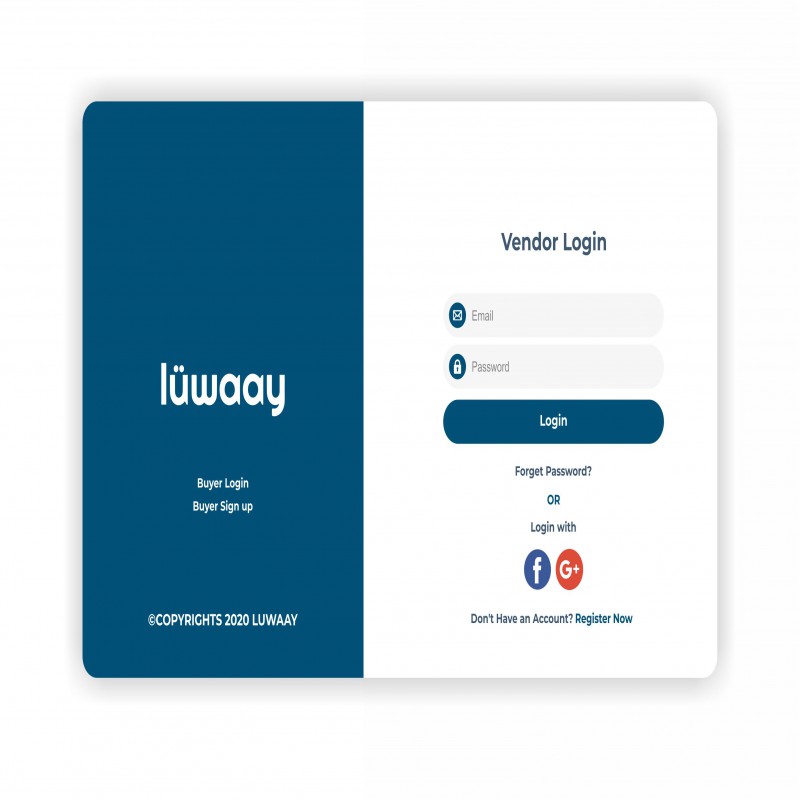 lüwaay
Buyer Login
Buyer Sign up
©COPYRIGHTS 2020 LUWAAY
Vendor Login
Email
Password
Login
Forget Password?
OR
Login with
f G+
Don't Have an Account? Register Now